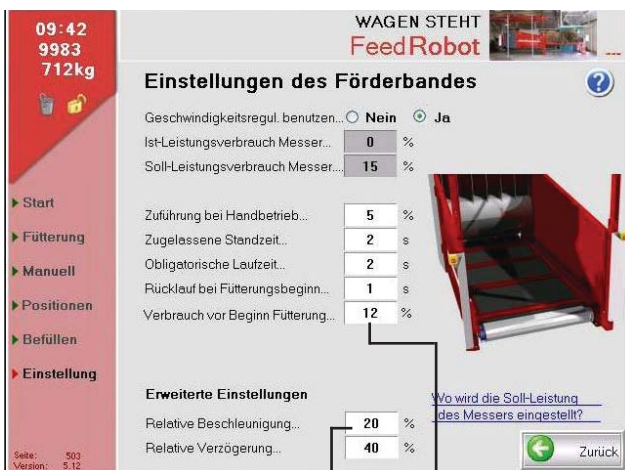 09:42
9983
712kg
WAGEN STEHT
FeedRobot
...
Einstellungen des Förderbandes
?
Geschwindigkeitsregul. benutzen... Nein Ja
Ist-Leistungsverbrauch Messer... 0 %
Soll-Leistungsverbrauch Messer... 15 %
Start
Fütterung
Manuell
Positionen
Befüllen
Einstellung
Zuführung bei Handbetrieb... 5 %
Zugelassene Standzeit... 2 s
Obligatorische Laufzeit... 2 s
Rücklauf bei Fütterungsbeginn... 1 s
Verbrauch vor Beginn Fütterung... 12 %
Erweiterte Einstellungen
Relative Beschleunigung... 20 %
Relative Verzögerung... 40 %
Wo wird die Soll-Leistung
des Messers eingestellt?
Zurück
Seite: 503
Version: 5.12